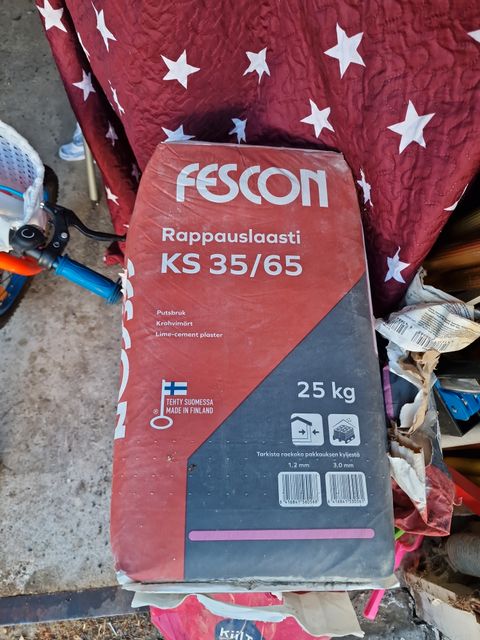 FESCON
Rappauslaasti
KS 35/65
Putsbruk
Krohvimört
Lime-cement plaster
25 kg
TEHTY SUOMESSA
MADE IN FINLAND
Tarkista raekoko pakkauksen kyljestä
1,2 mm
3,0 mm
Kiilto